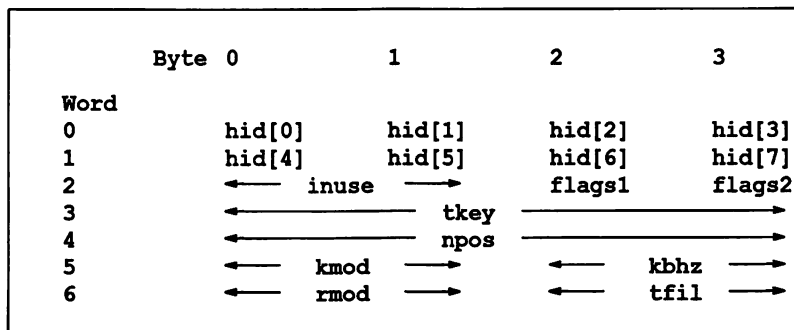 Byte 0 1 2 3
Word
0 hid[0] hid[1] hid[2] hid[3]
1 hid[4] hid[5] hid[6] hid[7]
2 inuse flags1 flags2
3 tkey
4 npos
5 kmod kbhz
6 rmod tfil